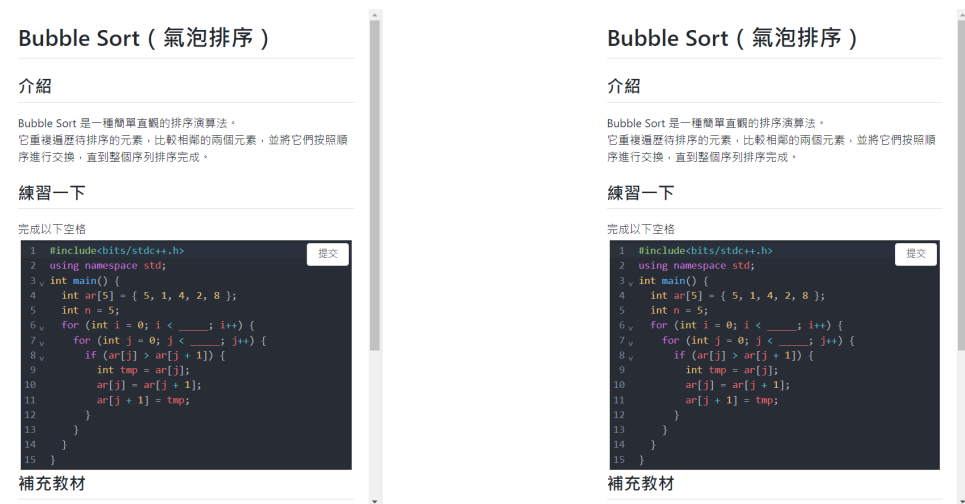 Bubble Sort ( 氣泡排序 )
介紹
Bubble Sort 是一種簡單直觀的排序演算法。
它重複遍歷待排序的元素，比較相鄰的兩個元素，並將它們按照順
序進行交換，直到整個序列排序完成。
練習一下
完成以下空格
提交
1 #include<bits/stdc++.h>
2 using namespace std;
3 int main() {
4 int ar[5] = { 5, 1, 4, 2, 8 };
5 int n = 5;
6 for (int i = 0; i < _____; i++) {
7 for (int j = 0; j < _____; j++) {
8 if (ar[j] > ar[j + 1]) {
9 int tmp = ar[j];
10 ar[j] = ar[j + 1];
11 ar[j + 1] = tmp;
12 }
13 }
14 }
15 }
補充教材
Bubble Sort ( 氣泡排序 )
介紹
Bubble Sort 是一種簡單直觀的排序演算法。
它重複遍歷待排序的元素，比較相鄰的兩個元素，並將它們按照順
序進行交換，直到整個序列排序完成。
練習一下
完成以下空格
提交
1 #include<bits/stdc++.h>
2 using namespace std;
3 int main() {
4 int ar[5] = { 5, 1, 4, 2, 8 };
5 int n = 5;
6 for (int i = 0; i < _____; i++) {
7 for (int j = 0; j < _____; j++) {
8 if (ar[j] > ar[j + 1]) {
9 int tmp = ar[j];
10 ar[j] = ar[j + 1];
11 ar[j + 1] = tmp;
12 }
13 }
14 }
15 }
補充教材